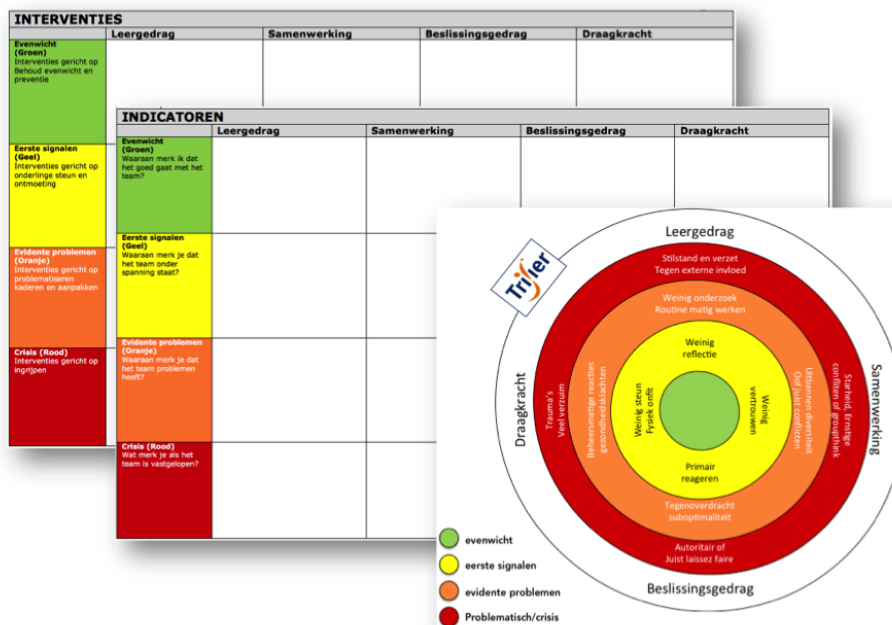 INTERVENTIES
Leergedrag Samenwerking Beslissingsgedrag Draagkracht
Evenwicht
(Groen)
Interventies gericht op
Behoud evenwicht en
preventie
Eerste signalen
(Geel)
Interventies gericht op
onderlinge steun en
ontmoeting
Evidente problemen
(Oranje)
Interventies gericht op
problematiseren
kaderen en aanpakken
Crisis (Rood)
Interventies gericht op
ingrijpen
INDICATOREN
Leergedrag Samenwerking Beslissingsgedrag Draagkracht
Evenwicht
(Groen)
Waaraan merk ik dat
het goed gaat met het
team?
Eerste signalen
(Geel)
Waaraan merk je dat
het team onder
spanning staat?
Evidente problemen
(Oranje)
Waaraan merk je dat
het team problemen
heeft?
Crisis (Rood)
Wat merk je als het
team is vastgelopen?
Trifier
Leergedrag
Stilstand en verzet
Tegen externe invloed
Weinig onderzoek
Routine matig werken
Weinig
reflectie
Draagkracht
Trauma's
Veel verzuim
Beheersmatige reacties
gezondheidsklachten
Weinig steun
Fysiek onfit
Weinig
vertrouwen
Uitbannen diversiteit
Oof juist conflicten
Starheid, Ernstige
confliten of groupthink
Samenwerking
Primair
reageren
Tegenoverdracht
suboptimaliteit
Autoritair of
Juist laissez faire
Beslissingsgedrag
evenwicht
eerste signalen
evidente problemen
Problematisch/crisis